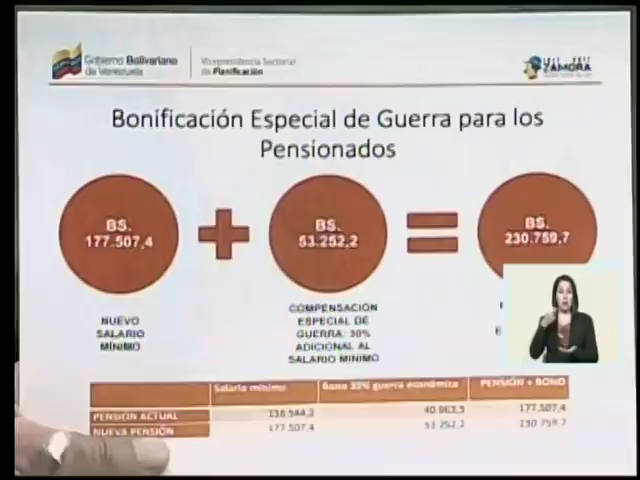 Gobierno Bolivariano
de Venezuela
Vicepresidencia Sectorial
de Planificación
ZAMORA
Bonificación Especial de Guerra para los
Pensionados
BS.
177.507,4
BS.
53.252,2
BS.
230.759,7
NUEVO
SALARIO
MÍNIMO
COMPENSACION
ESPECIAL DE
GUERRA: 30%
ADICIONAL AL
SALARIO MINIMO
Salario mínimo Bono 30% guerra económica PENSIÓN + BONO
PENSIÓN ACTUAL 136.544,2 40.963,3 177.507,4
NUEVA PENSIÓN 177.507,4 53.252,2 230.759,7